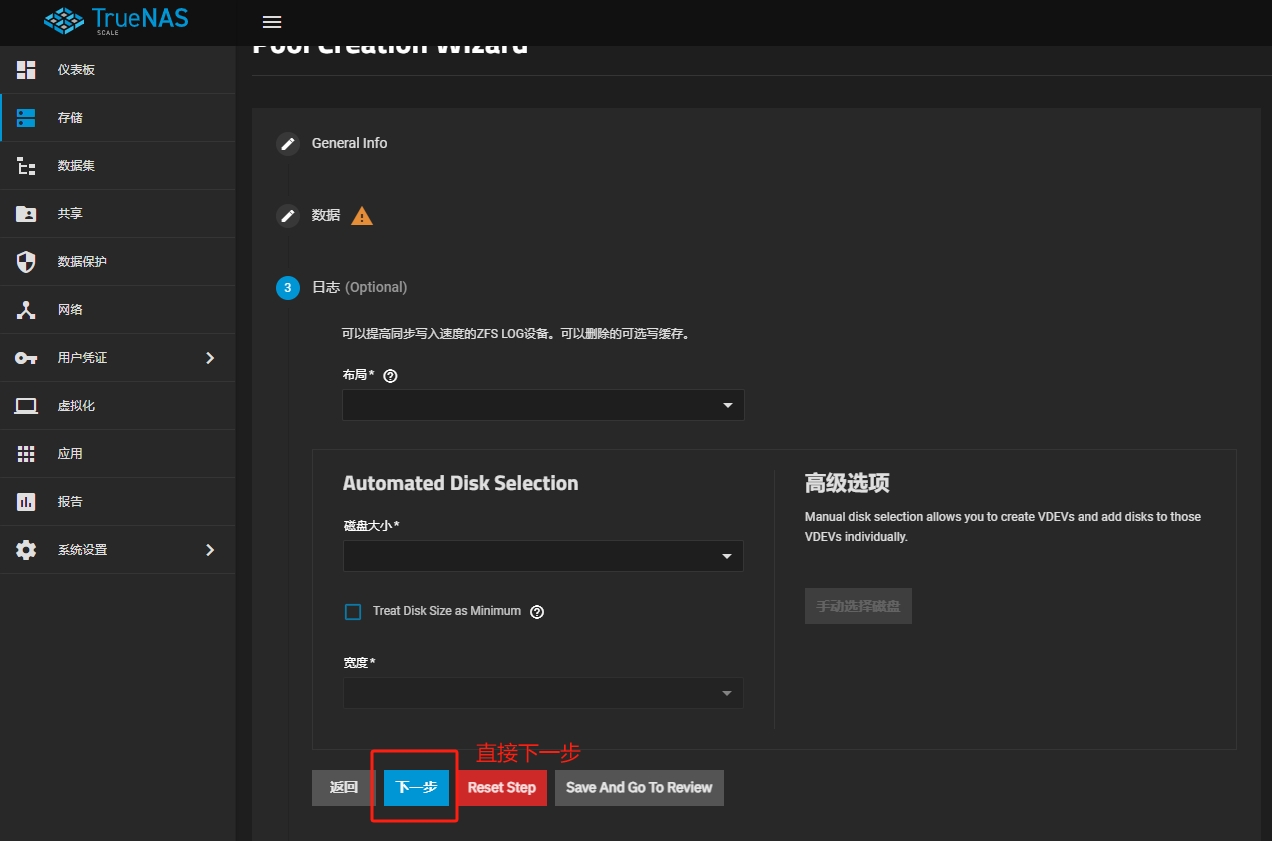 TrueNAS
SCALE
Pool Creation Wizard
仪表板
存储
数据集
共享
数据保护
网络
用户凭证
虚拟化
应用
报告
系统设置
General Info
数据
3
日志 (Optional)
可以提高同步写入速度的ZFS LOG设备。可以删除的可选写缓存。
布局*
Automated Disk Selection
磁盘大小*
Treat Disk Size as Minimum
宽度*
高级选项
Manual disk selection allows you to create VDEVs and add disks to those
VDEVs individually.
手动选择磁盘
直接下一步
返回
下一步
Reset Step
Save And Go To Review